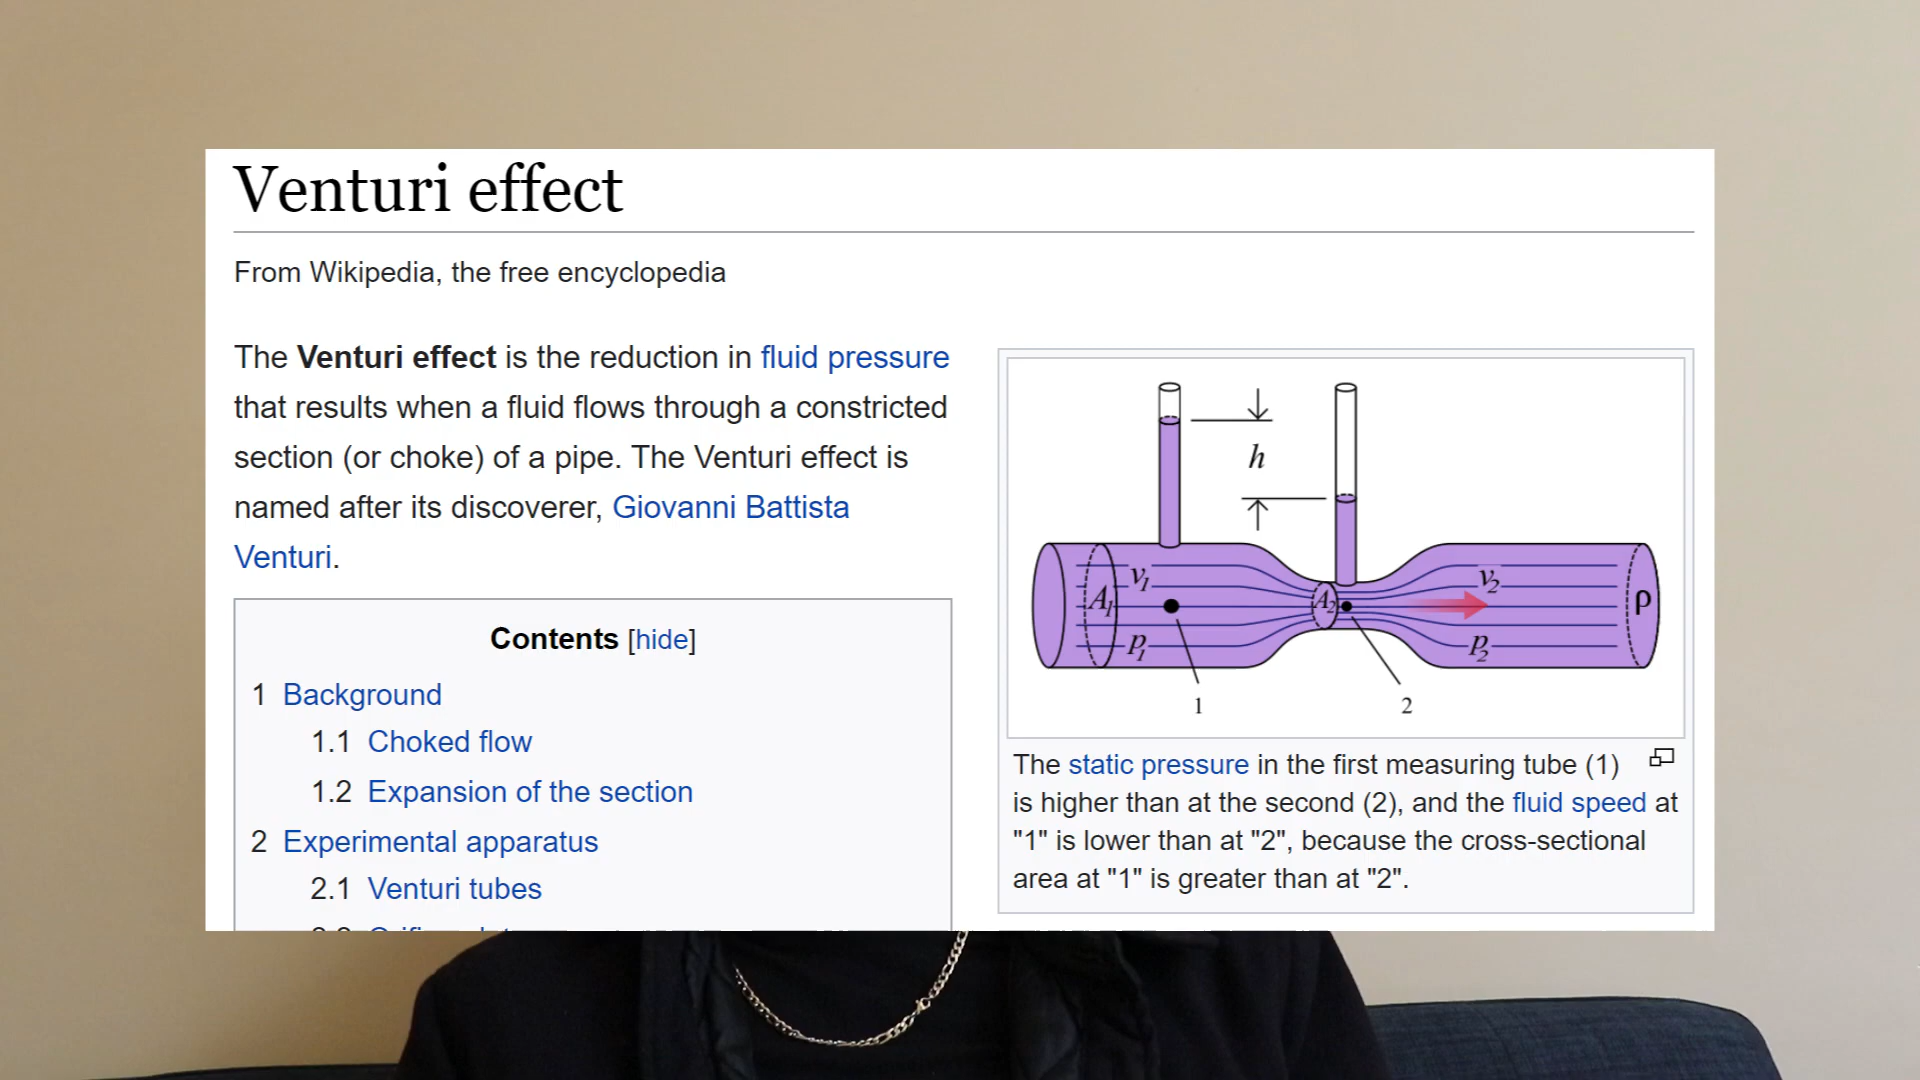 Venturi effect
From Wikipedia, the free encyclopedia
The Venturi effect is the reduction in fluid pressure
that results when a fluid flows through a constricted
section (or choke) of a pipe. The Venturi effect is
named after its discoverer, Giovanni Battista
Venturi.
Contents [hide]
1 Background
1.1 Choked flow
1.2 Expansion of the section
2 Experimental apparatus
2.1 Venturi tubes
h
v1
A1
p1
A2
v2
p2
ρ
1
2
The static pressure in the first measuring tube (1)
is higher than at the second (2), and the fluid speed at
"1" is lower than at "2", because the cross-sectional
area at "1" is greater than at "2".